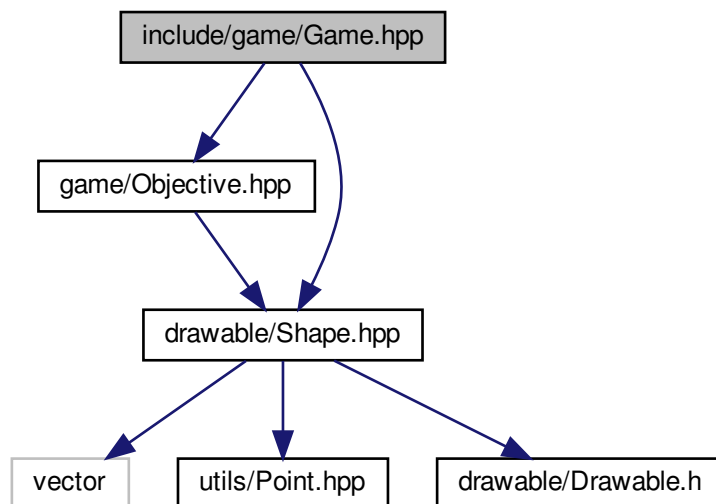 include/game/Game.hpp
game/Objective.hpp
drawable/Shape.hpp
vector
utils/Point.hpp
drawable/Drawable.h